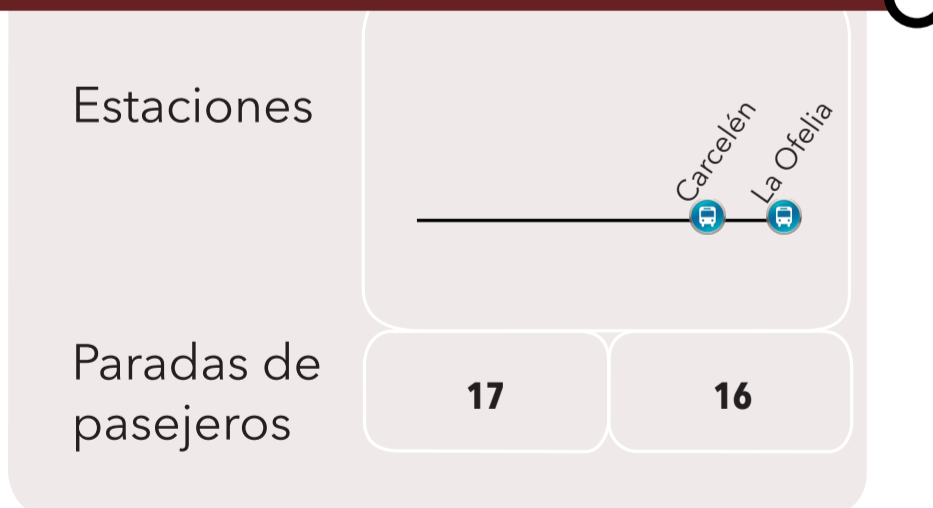 Estaciones
Carcelén
La Ofelia
Paradas de
pasejeros
17
16